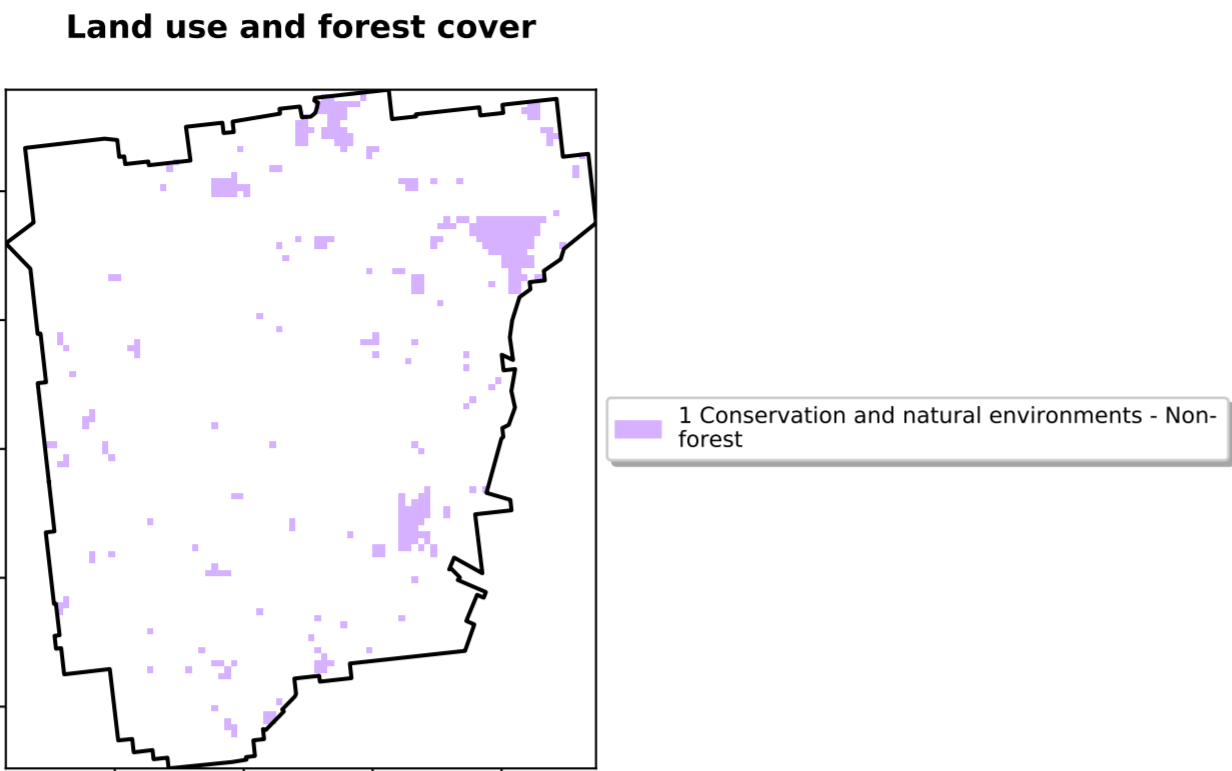 Land use and forest cover
1 Conservation and natural environments - Non-
forest